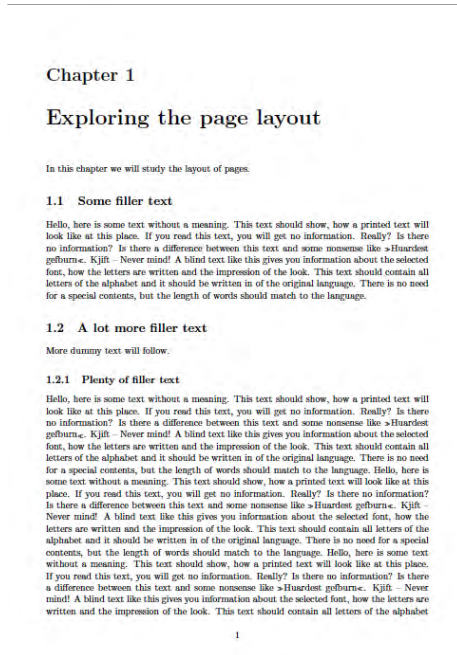 Chapter 1
Exploring the page layout
In this chapter we will study the layout of pages.
1.1 Some filler text
Hello, here is some text without a meaning. This text should show, how a printed text will
look like at this place. If you read this text, you will get no information. Really? Is there
no information? Is there a difference between this text and some nonsense like »Huardest
gefburn«. Kjift – Never mind! A blind text like this gives you information about the selected
font, how the letters are written and the impression of the look. This text should contain all
letters of the alphabet and it should be written in of the original language. There is no need
for a special contents, but the length of words should match to the language.
1.2 A lot more filler text
More dummy text will follow.
1.2.1 Plenty of filler text
Hello, here is some text without a meaning. This text should show, how a printed text will
look like at this place. If you read this text, you will get no information. Really? Is there
no information? Is there a difference between this text and some nonsense like »Huardest
gefburn«. Kjift – Never mind! A blind text like this gives you information about the selected
font, how the letters are written and the impression of the look. This text should contain all
letters of the alphabet and it should be written in of the original language. There is no need
for a special contents, but the length of words should match to the language. Hello, here is
some text without a meaning. This text should show, how a printed text will look like at this
place. If you read this text, you will get no information. Really? Is there no information?
Is there a difference between this text and some nonsense like »Huardest gefburn«. Kjift –
Never mind! A blind text like this gives you information about the selected font, how the
letters are written and the impression of the look. This text should contain all letters of the
alphabet and it should be written in of the original language. There is no need for a special
contents, but the length of words should match to the language. Hello, here is some text
without a meaning. This text should show, how a printed text will look like at this place.
If you read this text, you will get no information. Really? Is there no information? Is there
a difference between this text and some nonsense like »Huardest gefburn«. Kjift – Never
mind! A blind text like this gives you information about the selected font, how the letters are
written and the impression of the look. This text should contain all letters of the alphabet
1